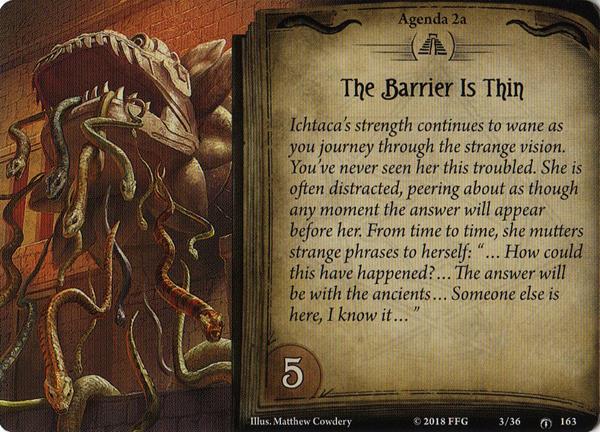 Agenda 2a
The Barrier Is Thin
Ichtaca's strength continues to wane as
you journey through the strange vision.
You've never seen her this troubled. She is
often distracted, peering about as though
any moment the answer will appear
before her. From time to time, she mutters
strange phrases to herself: “… How could
this have happened?… The answer will
be with the ancients… Someone else is
here, I know it…”
5
Illus. Matthew Cowdery © 2018 FFG 3/36 163